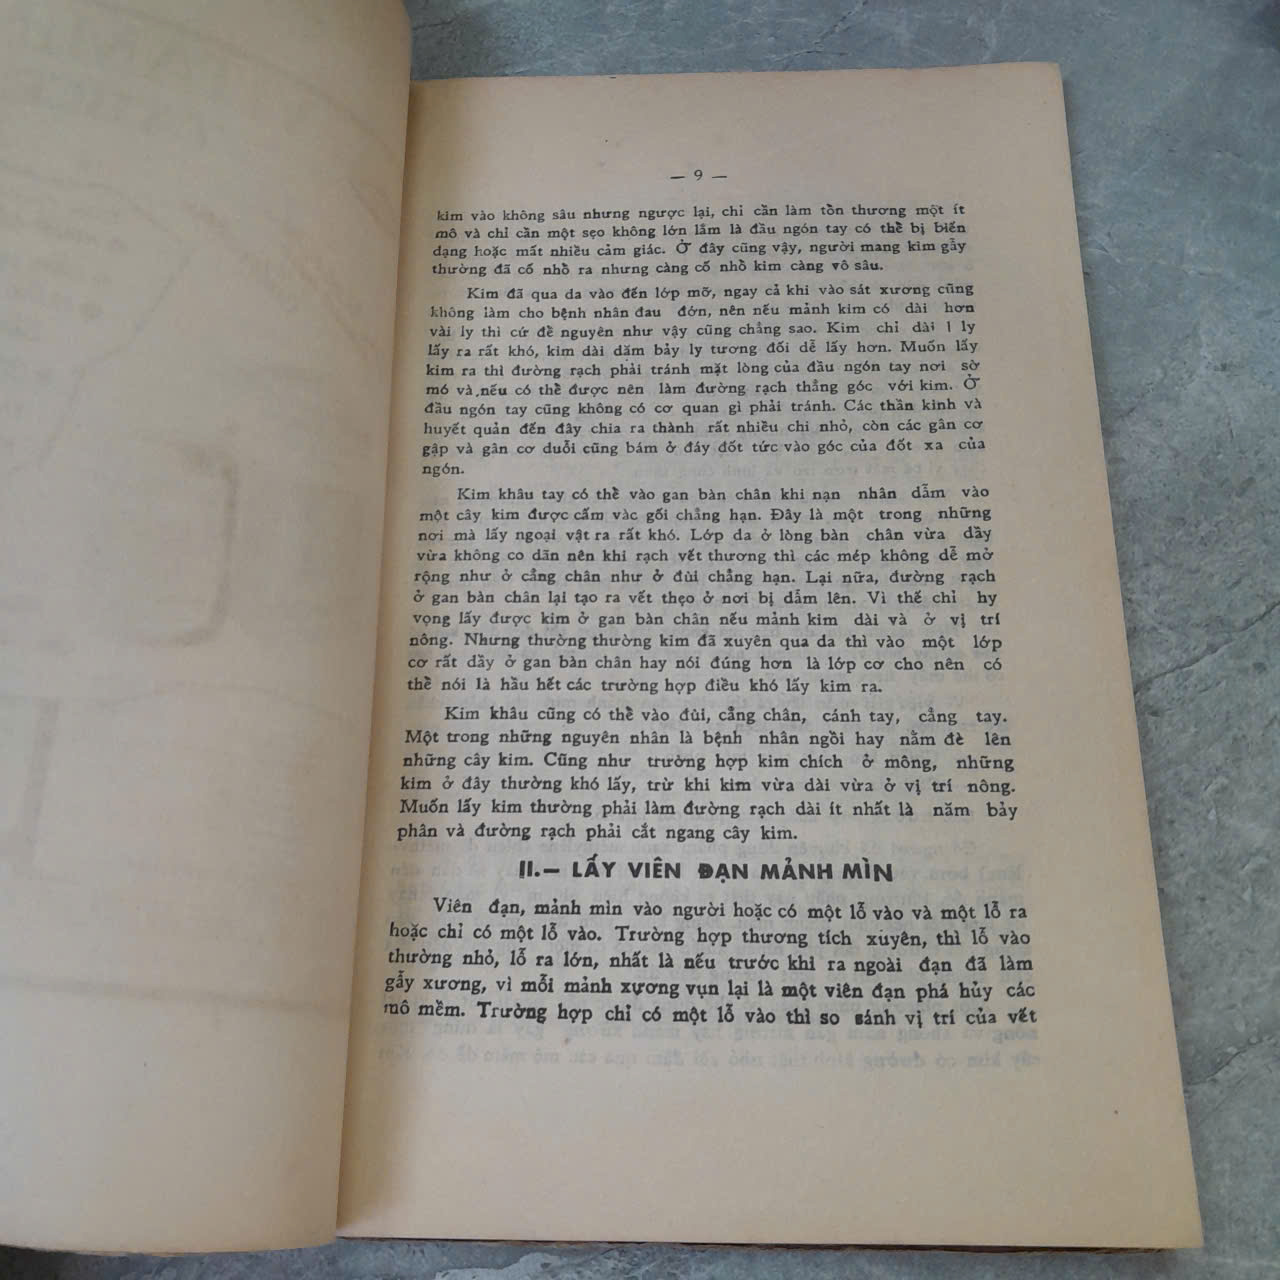 — 9 —
kim vào không sâu nhưng ngược lại, chỉ cần làm tổn thương một ít
mô và chỉ cần một sẹo không lớn lắm là đầu ngón tay có thể bị biến
dạng hoặc mất nhiều cảm giác. Ở đây cũng vậy, người mang kim gẫy
thường đã cố nhổ ra nhưng càng cố nhổ kim càng vô sâu.
Kim đã qua da vào đến lớp mỡ, ngay cả khi vào sát xương cũng
không làm cho bệnh nhân đau đớn, nên nếu mảnh kim có dài hơn
vài ly thì cứ để nguyên như vậy cũng chẳng sao. Kim chỉ dài 1 ly
lấy ra rất khó, kim dài dăm bảy ly tương đối dễ lấy hơn. Muốn lấy
kim ra thì đường rạch phải tránh mặt lòng của đầu ngón tay nơi sờ
mó và nếu có thể được nên làm đường rạch thẳng góc với kim. Ở
đầu ngón tay cũng không có cơ quan gì phải tránh. Các thần kinh và
huyết quản đến đây chia ra thành rất nhiều chi nhỏ, còn các gân cơ
gập và gân cơ duỗi cũng bám ở đáy đốt tức vào góc của đốt xa của
ngón.
Kim khâu tay có thể vào gan bàn chân khi nạn nhân dẫm vào
một cây kim được cấm vàc gối chẳng hạn. Đây là một trong những
nơi mà lấy ngoại vật ra rất khó. Lớp da ở lòng bàn chân vừa dầy
vừa không co dãn nên khi rạch vết thương thì các mép không dễ mở
rộng như ở cẳng chân như ở đùi chẳng hạn. Lại nữa, đường rạch
ở gan bàn chân lại tạo ra vết thẹo ở nơi bị dẫm lên. Vì thế chỉ hy
vọng lấy được kim ở gan bàn chân nếu mảnh kim dài và ở vị trí
nông. Nhưng thường thường kim đã xuyên qua da thì vào một lớp
cơ rất dầy ở gan bàn chân hay nói đúng hơn là lớp cơ cho nên có
thể nói là hầu hết các trường hợp điều khó lấy kim ra.
Kim khâu cũng có thể vào đùi, cẳng chân, cánh tay, cẳng tay.
Một trong những nguyên nhân là bệnh nhân ngồi hay nằm đè lên
những cây kim. Cũng như trường hợp kim chích ở mông, những
kim ở đây thường khó lấy, trừ khi kim vừa dài vừa ở vị trí nông.
Muốn lấy kim thường phải làm đường rạch dài ít nhất là năm bảy
phân và đường rạch phải cắt ngang cây kim.
II.— LẤY VIÊN ĐẠN MẢNH MÌN
Viên đạn, mảnh mìn vào người hoặc có một lỗ vào và một lỗ ra
hoặc chỉ có một lỗ vào. Trường hợp thương tích xuyên, thì lỗ vào
thường nhỏ, lỗ ra lớn, nhất là nếu trước khi ra ngoài đạn đã làm
gẫy xương, vì mỗi mảnh xương vụn lại là một viên đạn phá hủy các
mô mềm. Trường hợp chỉ có một lỗ vào thì so sánh vị trí của vết